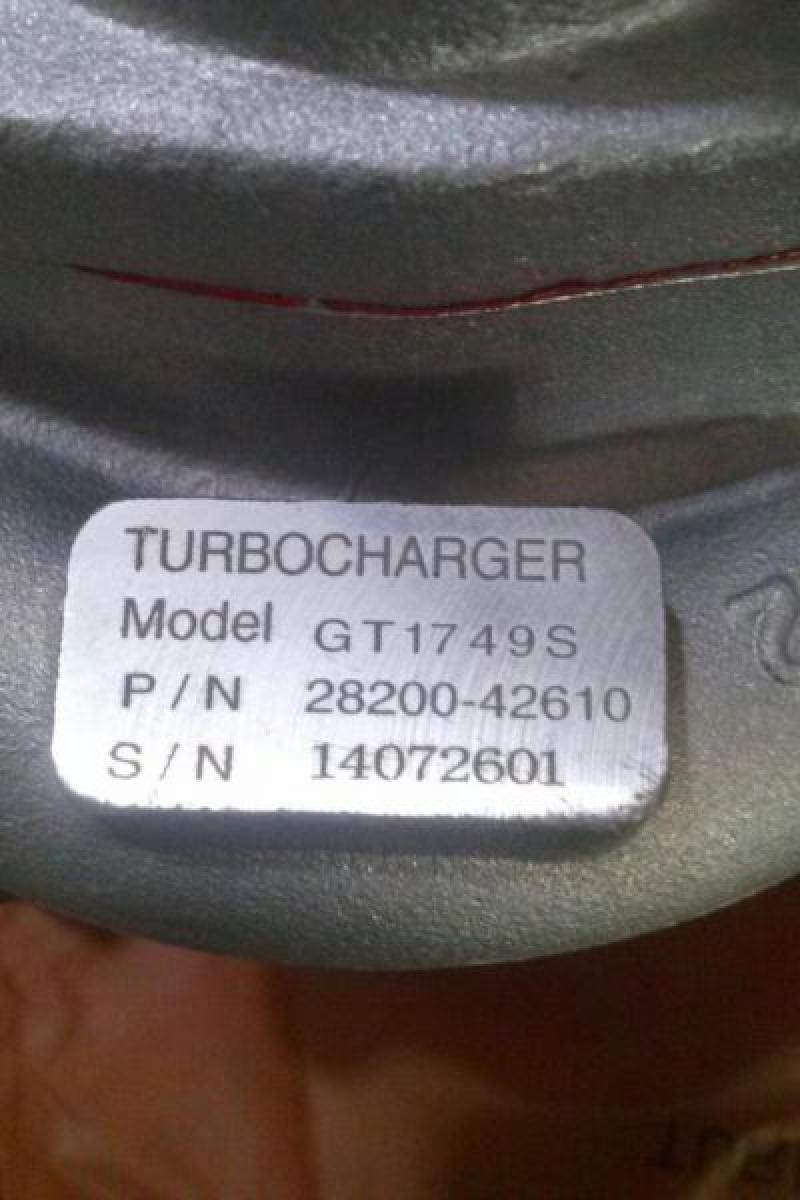 TURBOCHARGER
Model GT1749S
P/N 28200-42610
S/N 14072601